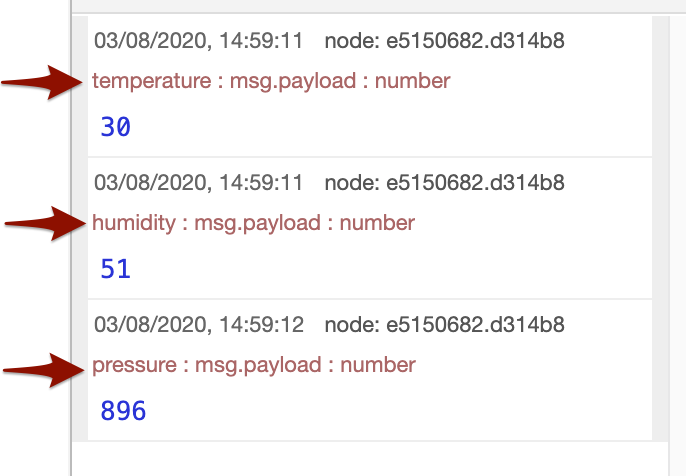 03/08/2020, 14:59:11 node: e5150682.d314b8
temperature : msg.payload : number
30
03/08/2020, 14:59:11 node: e5150682.d314b8
humidity : msg.payload : number
51
03/08/2020, 14:59:12 node: e5150682.d314b8
pressure : msg.payload : number
896